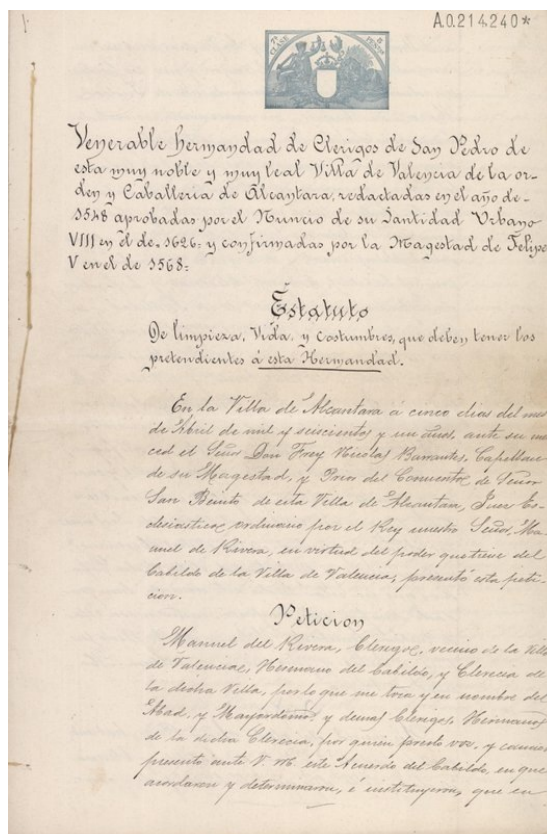 A.0.214.240*
7ª CLASE
Venerable hermandad de Clerigos de San Pedro de
esta muy noble y muy leal Villa de Valencia de la or-
den y Caballeria de Alcantara, redactadas en el año de-
1548 aprobadas por el Nuncio de su Santidad Urbano
VIII en él de 1626: y confirmadas por la Magestad de Felipe
V en el de 1568:
Estatuto
De limpieza, Vida, y costumbres, que deben tener los
pretendientes á esta Hermandad.
En la Villa de Alcantara á cinco dias del mes
de Abril de mil y seiscientos y un años, ante su mer
ced el Señor Don Frey Nicolas Barrantes, Capellan
de su Magestad, y Prior del Convento de Señor
San Benito de esta Villa de Alcantara, Juez Ec-
clesiastico ordinario por el Rey nuestro Señor, Ma-
nuel de Rivera, en virtud del poder que tiene del
Cabildo de la Villa de Valencia, presentó esta peti-
cion.
Peticion
Manuel del Rivera, Clerigo, vecino de la Villa
de Valencia, Hermano del Cabildo, y Clerecia de
la dicha Villa, por lo que me toca y en nombre del
Abad, y Mayordomo y demas Clerigos, Hermanos
de la dicha Clerecia, por quien presto voz, y caucion
presento ante V. M. este Acuerdo del Cabildo, en que
acordaron y determinaron, é instituyeron, que en